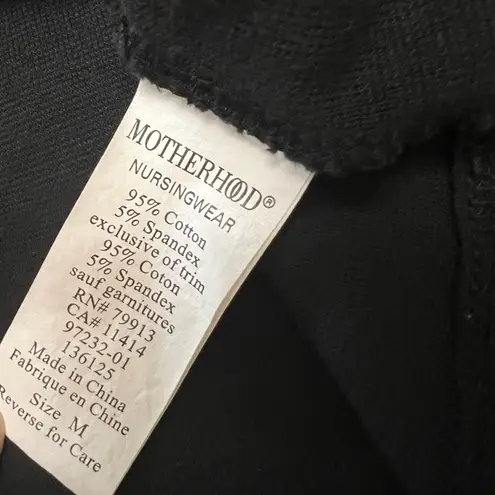 MOTHERHOOD®
NURSINGWEAR
95% Cotton
5% Spandex
exclusive of trim
95% Coton
5% Spandex
sauf garnitures
RN# 79913
CA# 11414
97232-01
136125
Made in China
Fabrique en Chine
Size M
Reverse for Care